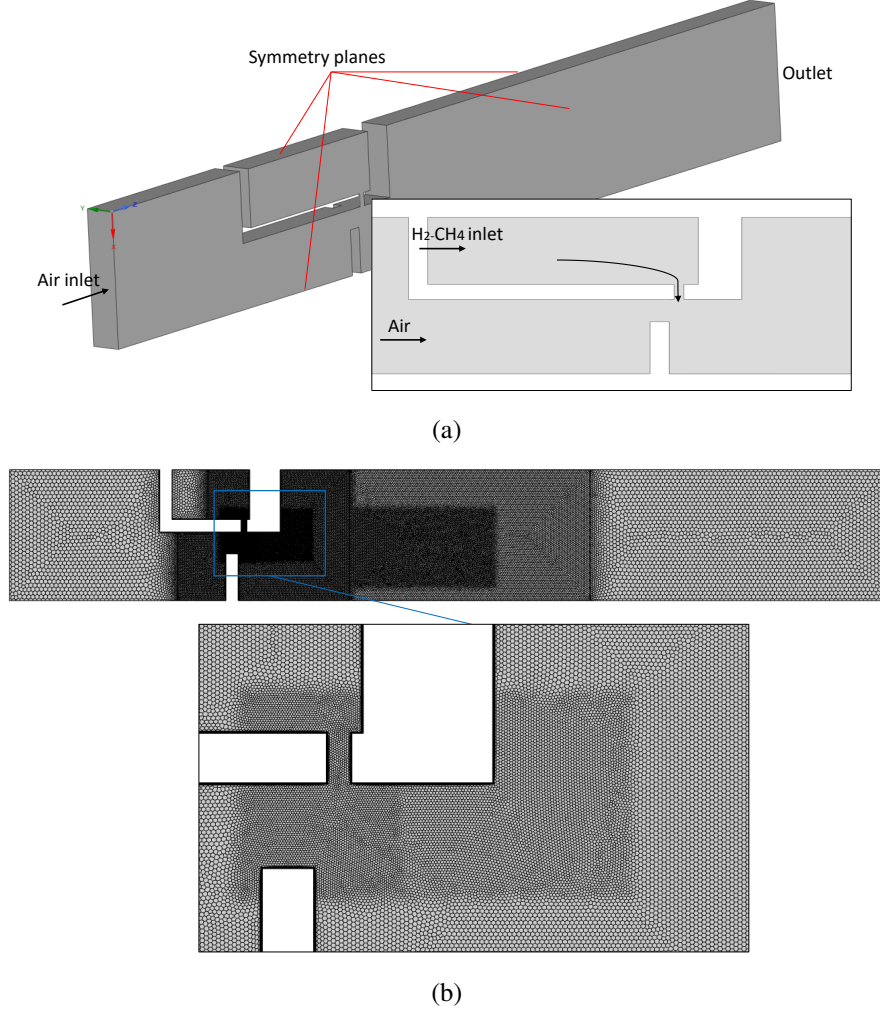 Symmetry planes
Outlet
Y
Z
X
Air inlet
H₂-CH4 inlet
Air
(a)
(b)